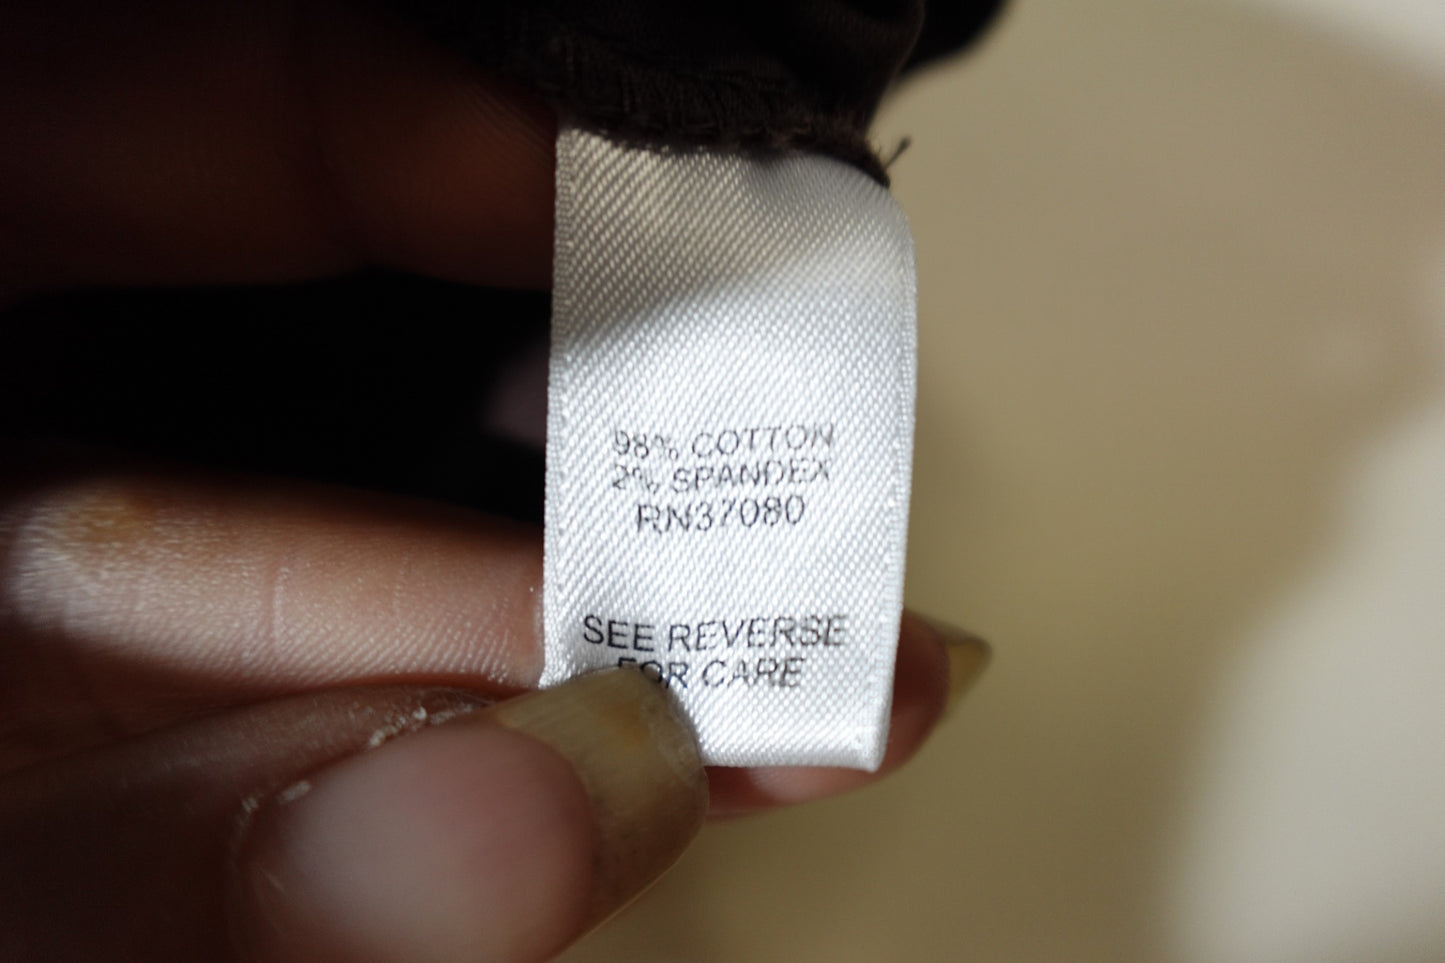 98% COTTON
2% SPANDEX
RN37080
SEE REVERSE
FOR CARE